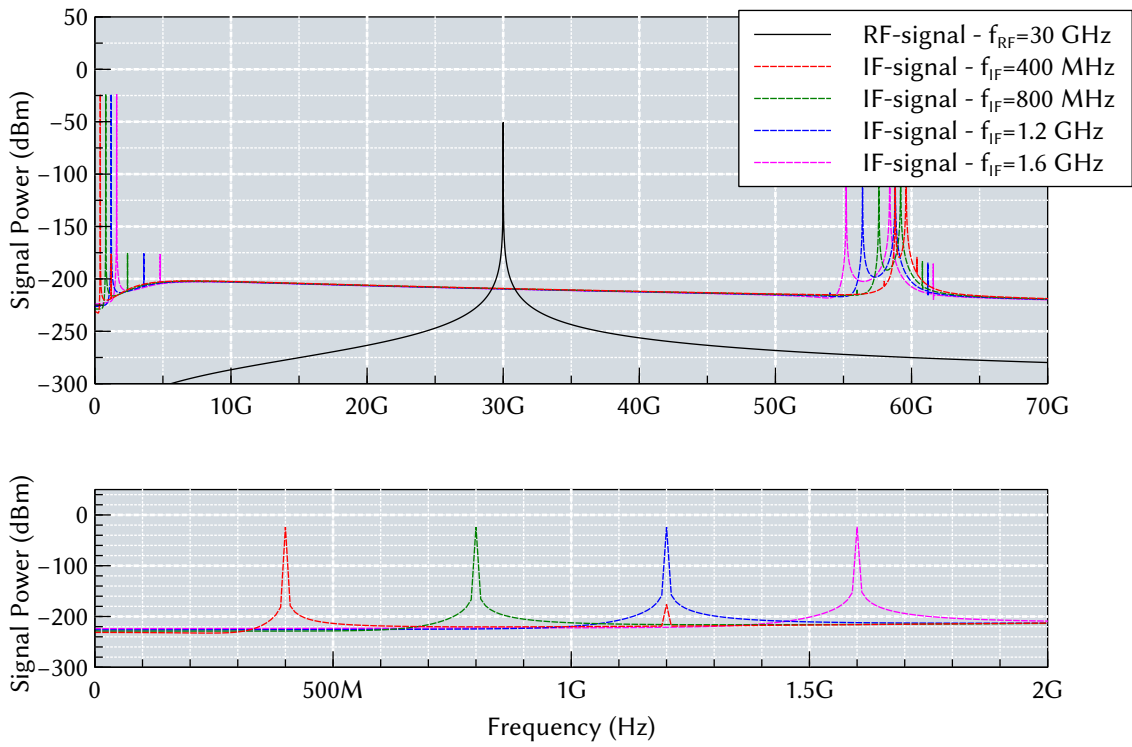 50
0
−50
−100
−150
−200
−250
−300
Signal Power (dBm)
RF-signal - fRF=30 GHz
IF-signal - fIF=400 MHz
IF-signal - fIF=800 MHz
IF-signal - fIF=1.2 GHz
IF-signal - fIF=1.6 GHz
0 10G 20G 30G 40G 50G 60G 70G
0
−100
−200
−300
Signal Power (dBm)
0 500M 1G 1.5G 2G
Frequency (Hz)